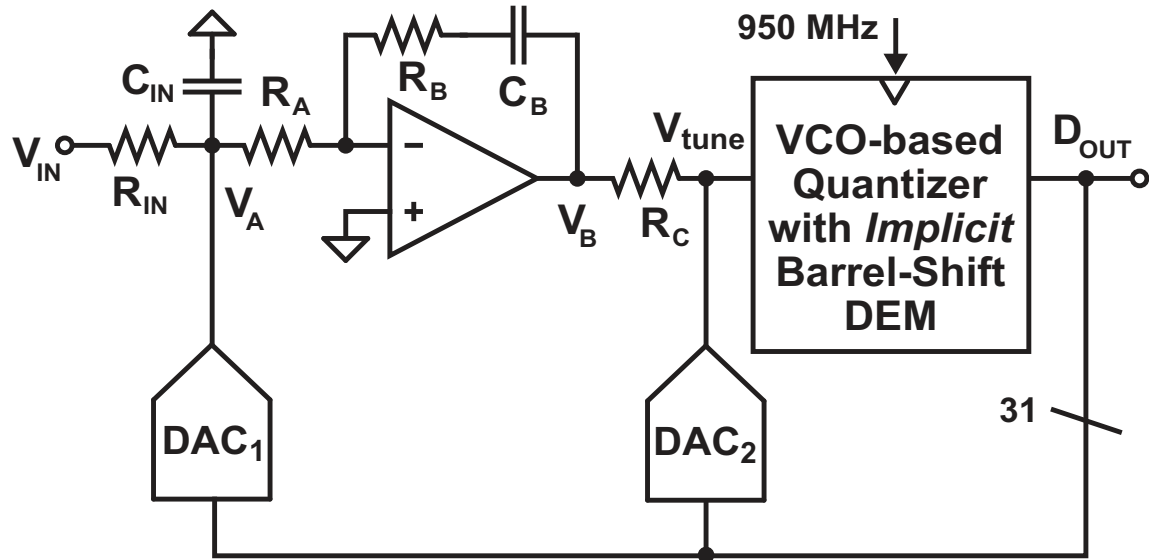 950 MHz
C_IN
R_A
R_B
C_B
V_IN
R_IN
V_A
−
+
V_B
R_C
V_tune
VCO-based
Quantizer
with Implicit
Barrel-Shift
DEM
D_OUT
DAC_1
DAC_2
31